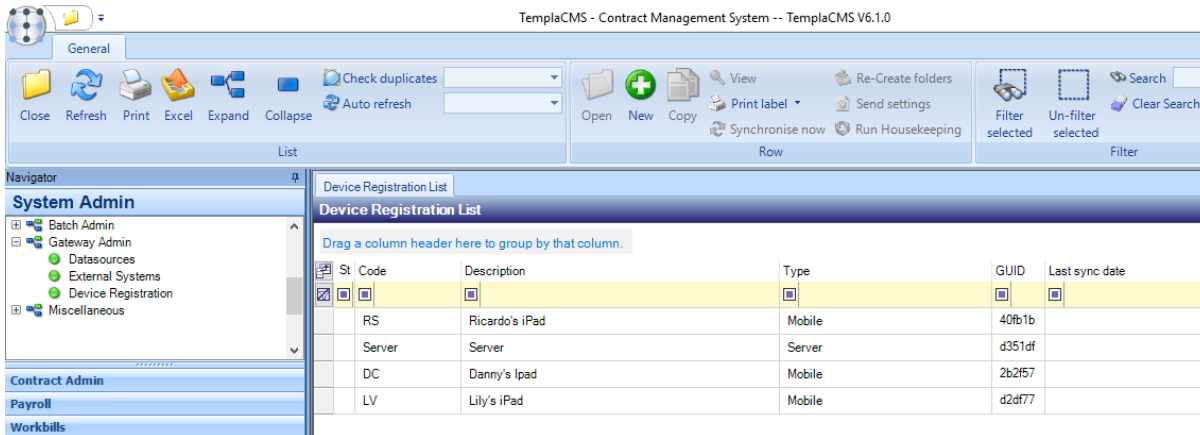 TemplaCMS - Contract Management System -- TemplaCMS V6.1.0
General
Close
Refresh
Print
Excel
Expand
Collapse
Check duplicates
Auto refresh
List
Open
New
Copy
View
Print label
Synchronise now
Re-Create folders
Send settings
Run Housekeeping
Row
Filter selected
Un-filter selected
Search
Clear Search
Filter
Navigator
System Admin
Batch Admin
Gateway Admin
Datasources
External Systems
Device Registration
Miscellaneous
Contract Admin
Payroll
Workbills
Device Registration List
Device Registration List
Drag a column header here to group by that column.
St Code Description Type GUID Last sync date
RS Ricardo's iPad Mobile 40fb1b
Server Server Server d351df
DC Danny's Ipad Mobile 2b2f57
LV Lily's iPad Mobile d2df77